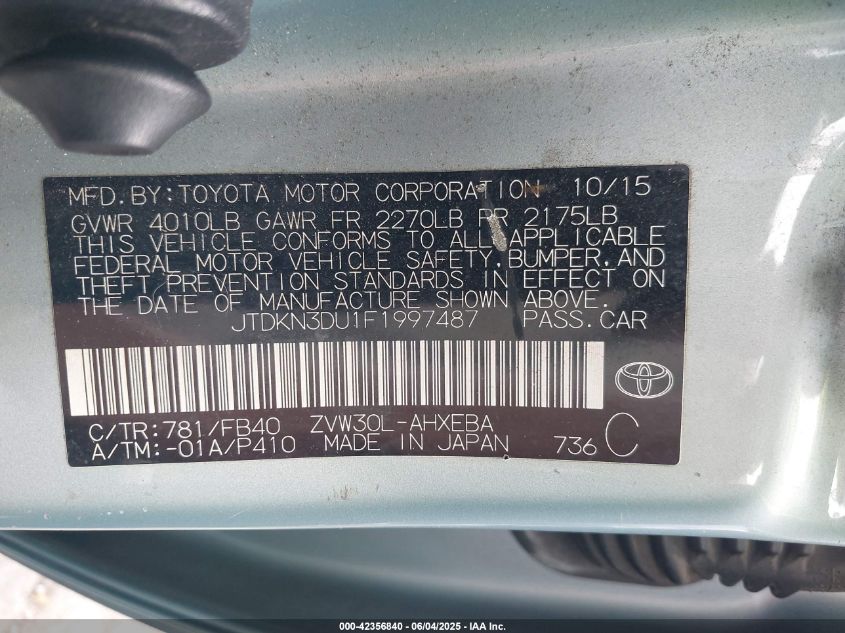 MFD. BY: TOYOTA MOTOR CORPORATION 10/15
GVWR 4010LB GAWR FR 2270LB RR 2175LB
THIS VEHICLE CONFORMS TO ALL APPLICABLE
FEDERAL MOTOR VEHICLE SAFETY, BUMPER, AND
THEFT PREVENTION STANDARDS IN EFFECT ON
THE DATE OF MANUFACTURE SHOWN ABOVE.
JTDKN3DU1F1997487 PASS. CAR
C/TR: 781/FB40 ZVW30L-AHXEBA
A/TM: -01A/P410 MADE IN JAPAN 736 C
000-42356840 - 06/04/2025 - IAA Inc.